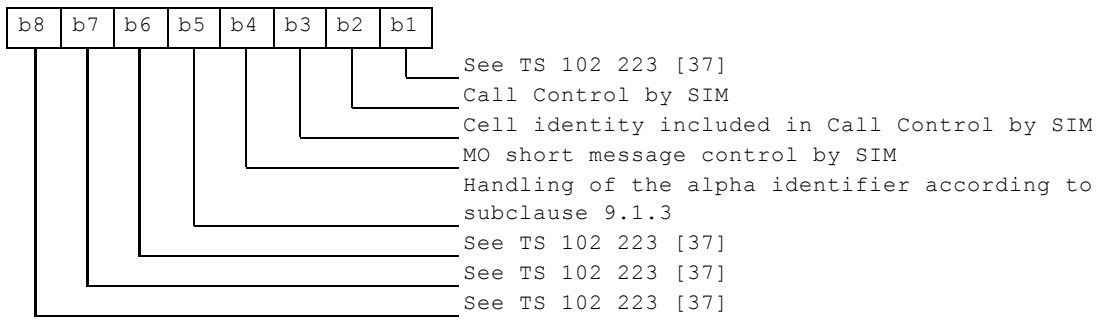 b8 b7 b6 b5 b4 b3 b2 b1
See TS 102 223 [37]
Call Control by SIM
Cell identity included in Call Control by SIM
MO short message control by SIM
Handling of the alpha identifier according to
subclause 9.1.3
See TS 102 223 [37]
See TS 102 223 [37]
See TS 102 223 [37]